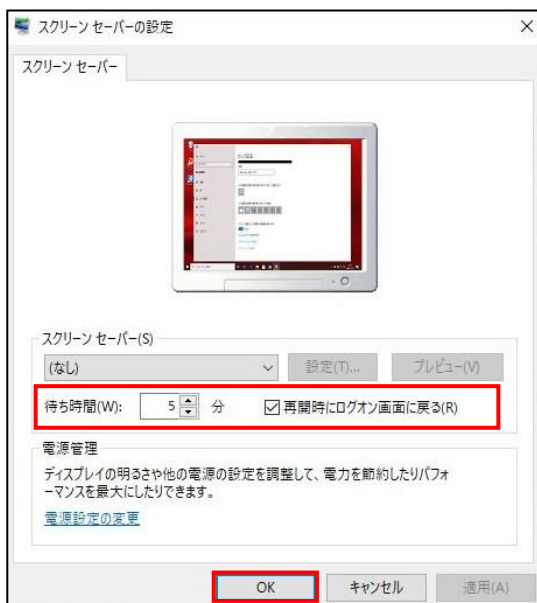 スクリーン セーバーの設定
スクリーン セーバー
スクリーン セーバー(S)
(なし)
設定(T)...
プレビュー(V)
待ち時間(W): 5 分 再開時にログオン画面に戻る(R)
電源管理
ディスプレイの明るさや他の電源の設定を調整して、電力を節約したりパフォ
ーマンスを最大にしたりできます。
電源設定の変更
OK キャンセル 適用(A)